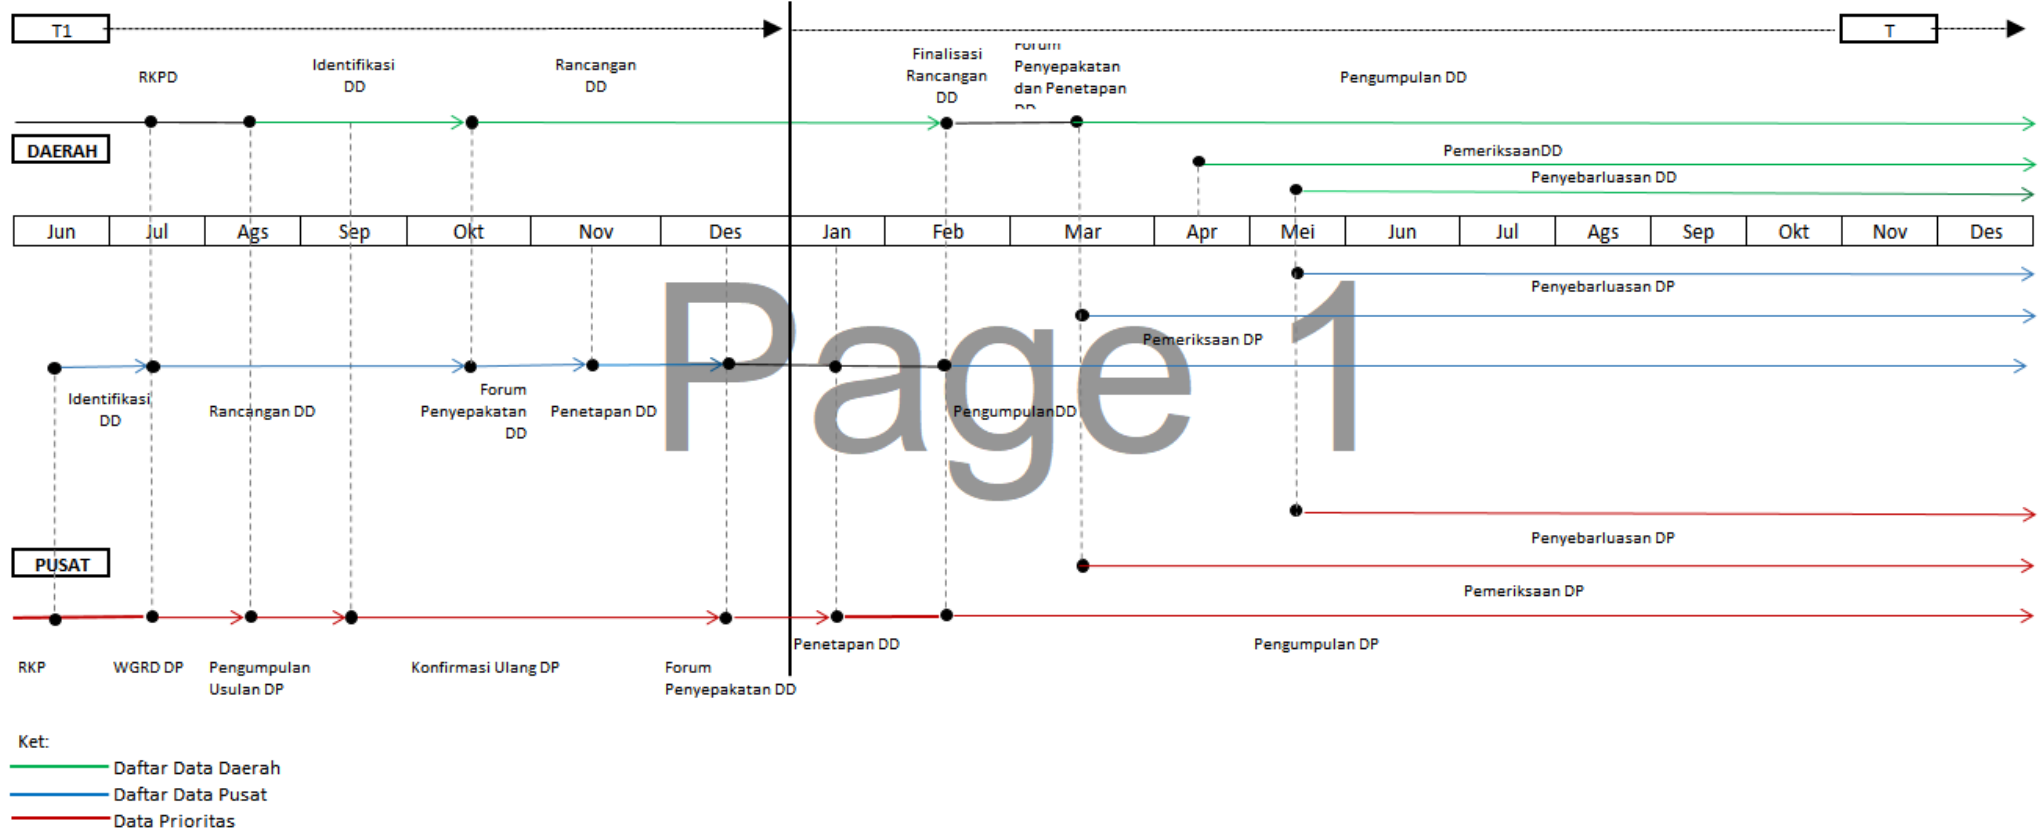 T1
T
RKPD
Identifikasi
DD
Rancangan
DD
Finalisasi
Rancangan
DD
Forum
Penyepakatan
dan Penetapan
DD
Pengumpulan DD
DAERAH
PemeriksaanDD
Penyebarluasan DD
Jun Jul Ags Sep Okt Nov Des Jan Feb Mar Apr Mei Jun Jul Ags Sep Okt Nov Des
Penyebarluasan DP
Pemeriksaan DP
Page 1
Identifikasi
DD
Rancangan DD
Forum
Penyepakatan
DD
Penetapan DD
PengumpulanDD
Penyebarluasan DP
PUSAT
Pemeriksaan DP
Penetapan DD
Pengumpulan DP
RKP
WGRD DP
Pengumpulan
Usulan DP
Konfirmasi Ulang DP
Forum
Penyepakatan DD
Ket:
Daftar Data Daerah
Daftar Data Pusat
Data Prioritas